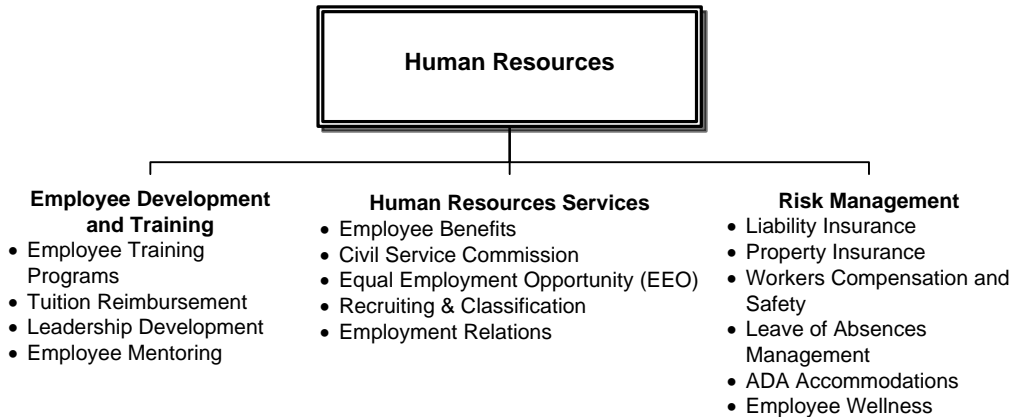 Human Resources
Employee Development
and Training
• Employee Training
Programs
• Tuition Reimbursement
• Leadership Development
• Employee Mentoring
Human Resources Services
• Employee Benefits
• Civil Service Commission
• Equal Employment Opportunity (EEO)
• Recruiting & Classification
• Employment Relations
Risk Management
• Liability Insurance
• Property Insurance
• Workers Compensation and
Safety
• Leave of Absences
Management
• ADA Accommodations
• Employee Wellness